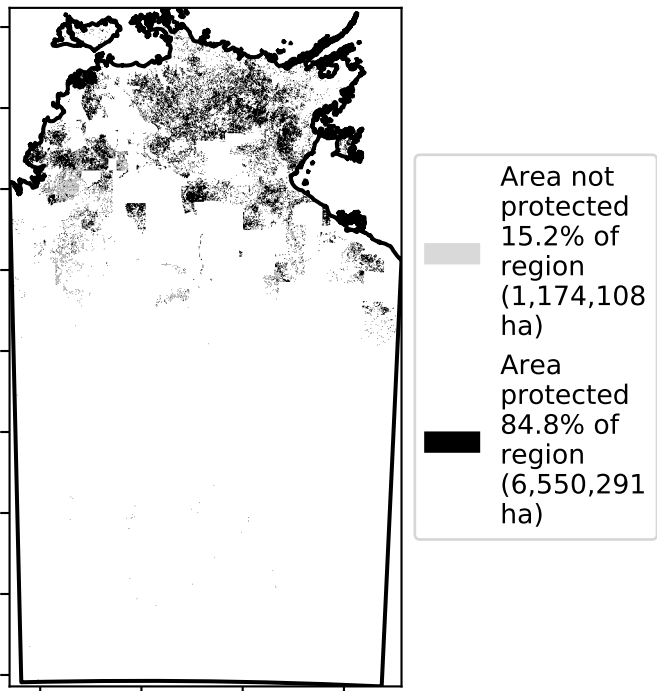 Area not
protected
15.2% of
region
(1,174,108
ha)
Area
protected
84.8% of
region
(6,550,291
ha)